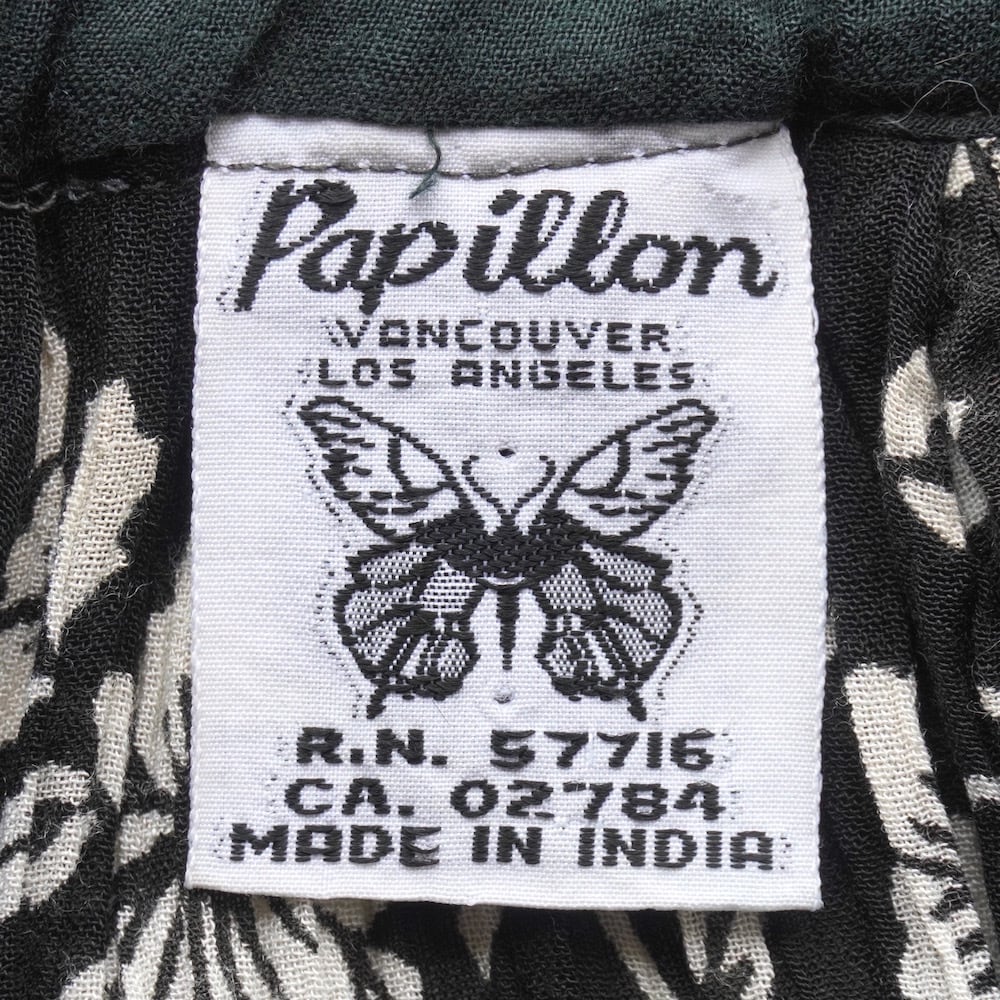 Papillon
VANCOUVER
LOS ANGELES
R.N. 57716
CA. 02784
MADE IN INDIA